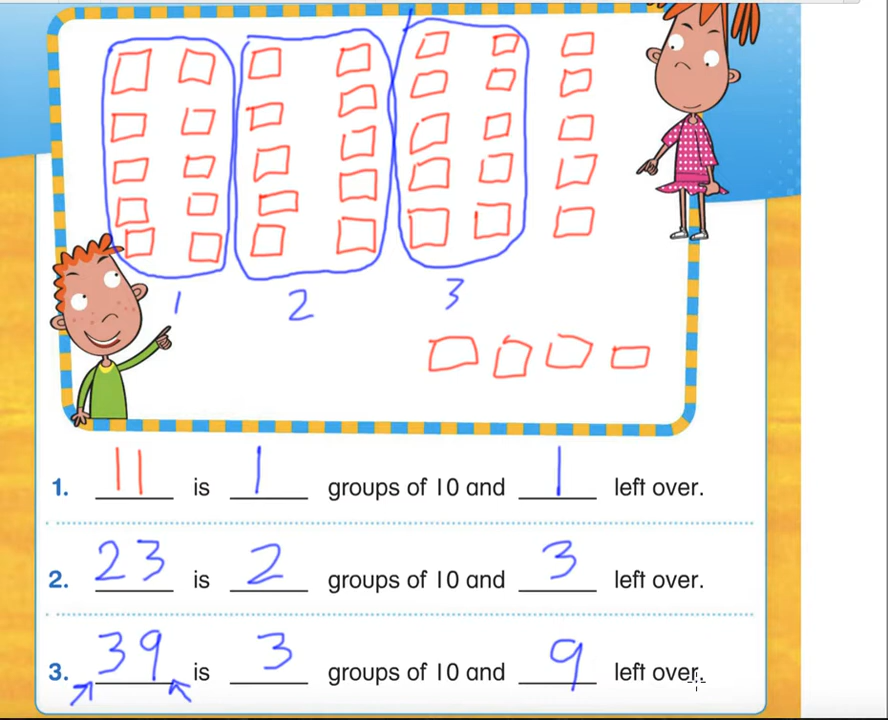 1 2 3
1. 11 is 1 groups of 10 and 1 left over.
2. 23 is 2 groups of 10 and 3 left over.
3. 39 is 3 groups of 10 and 9 left over.